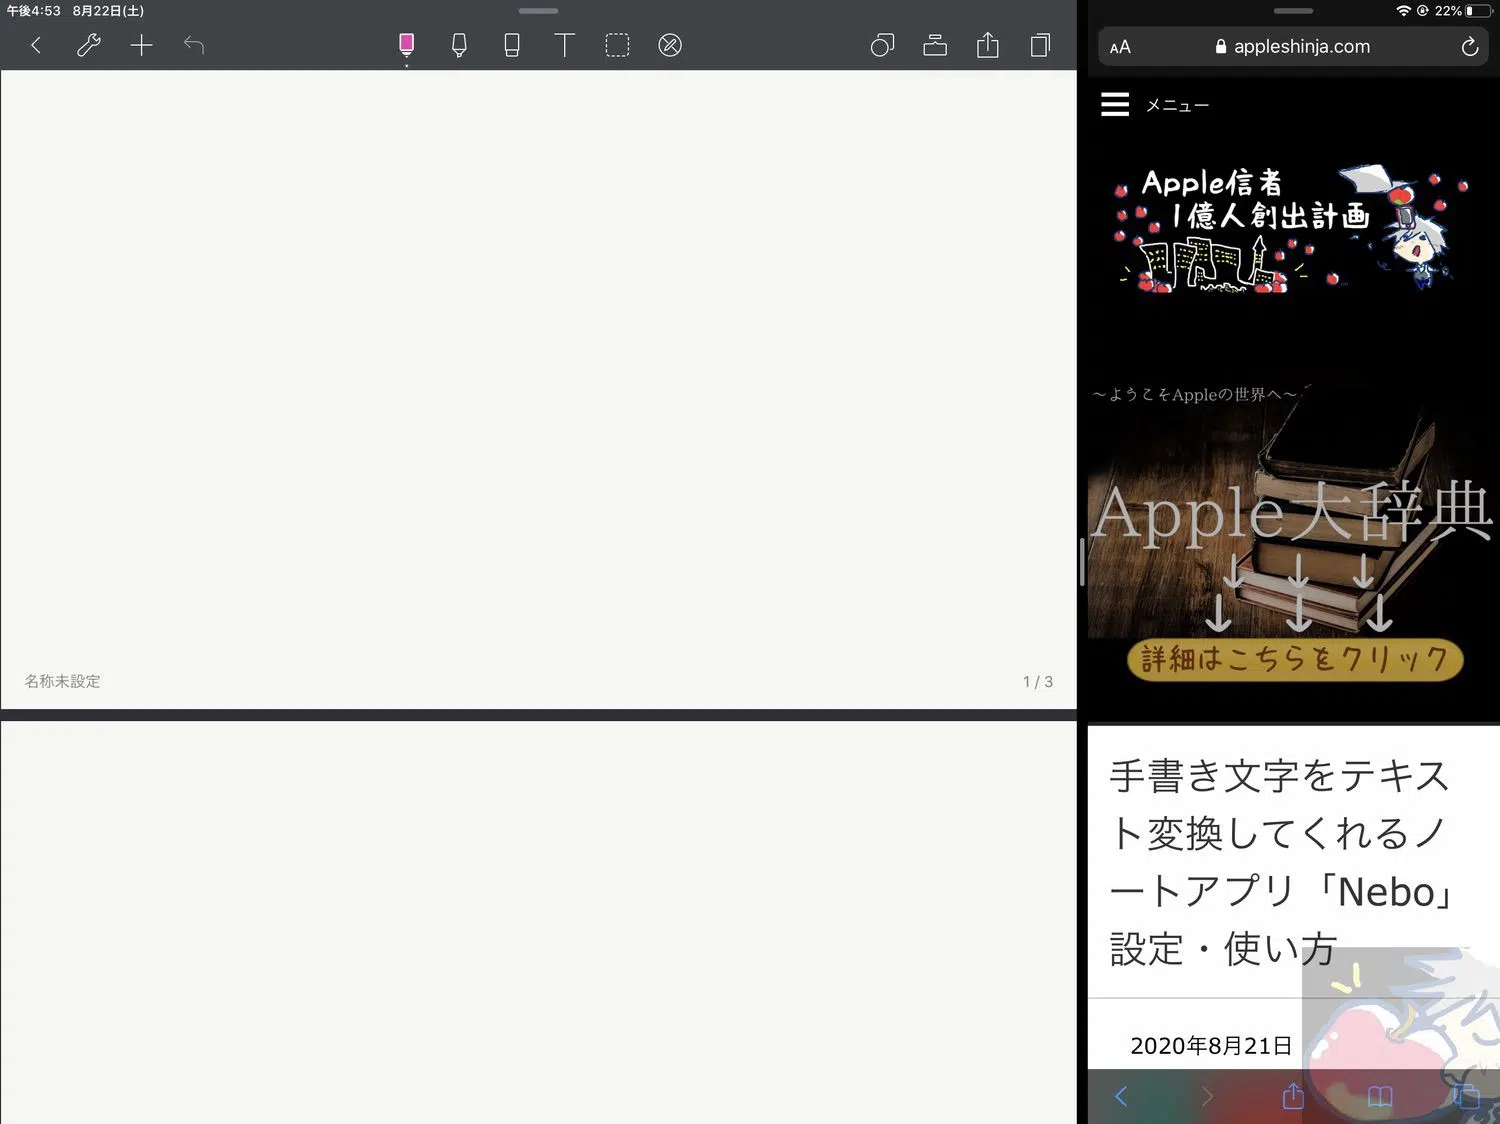 午後4:53 8月22日(土)
22%
AA appleshinja.com
メニュー
Apple信者
1億人創出計画
〜ようこそAppleの世界へ〜
Apple大辞典
↓ ↓ ↓
↓ ↓ ↓
詳細はこちらをクリック
名称未設定
1 / 3
手書き文字をテキス
ト変換してくれるノ
ートアプリ「Nebo」
設定・使い方
2020年8月21日